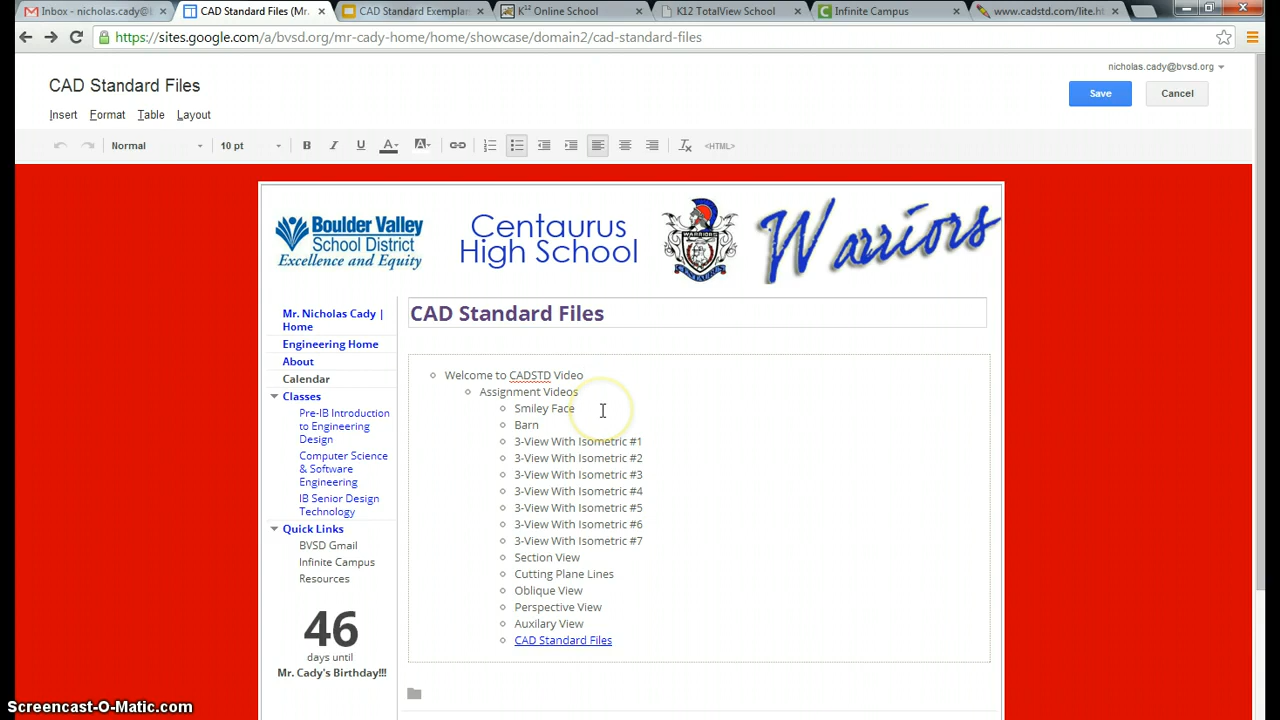 Inbox - nicholas.cady@
CAD Standard Files (Mr.
CAD Standard Exemplar
K¹² Online School
K12 TotalView School
Infinite Campus
www.cadstd.com/lite.ht
https://sites.google.com/a/bvsd.org/mr-cady-home/home/showcase/domain2/cad-standard-files
nicholas.cady@bvsd.org
CAD Standard Files
Save
Cancel
Insert Format Table Layout
Normal 10 pt B I U A A <HTML>
Boulder Valley
School District
Excellence and Equity
Centaurus
High School
WARRIORS
Warriors
Mr. Nicholas Cady |
Home
Engineering Home
About
Calendar
Classes
Pre-IB Introduction
to Engineering
Design
Computer Science
& Software
Engineering
IB Senior Design
Technology
Quick Links
BVSD Gmail
Infinite Campus
Resources
46
days until
Mr. Cady's Birthday!!!
CAD Standard Files
Welcome to CADSTD Video
Assignment Videos
Smiley Face
Barn
3-View With Isometric #1
3-View With Isometric #2
3-View With Isometric #3
3-View With Isometric #4
3-View With Isometric #5
3-View With Isometric #6
3-View With Isometric #7
Section View
Cutting Plane Lines
Oblique View
Perspective View
Auxilary View
CAD Standard Files
Screencast-O-Matic.com